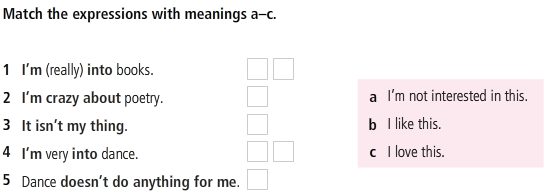 Match the expressions with meanings a–c.
1 I'm (really) into books.
2 I'm crazy about poetry.
3 It isn't my thing.
4 I'm very into dance.
5 Dance doesn't do anything for me.
a I'm not interested in this.
b I like this.
c I love this.